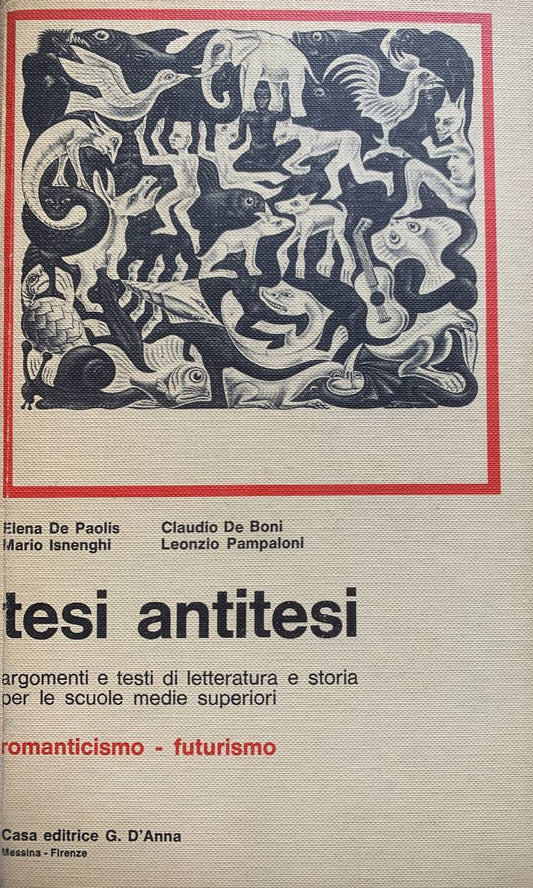 Elena De Paolis Claudio De Boni
Mario Isnenghi Leonzio Pampaloni
tesi antitesi
argomenti e testi di letteratura e storia
per le scuole medie superiori
romanticismo - futurismo
Casa editrice G. D'Anna
Messina - Firenze